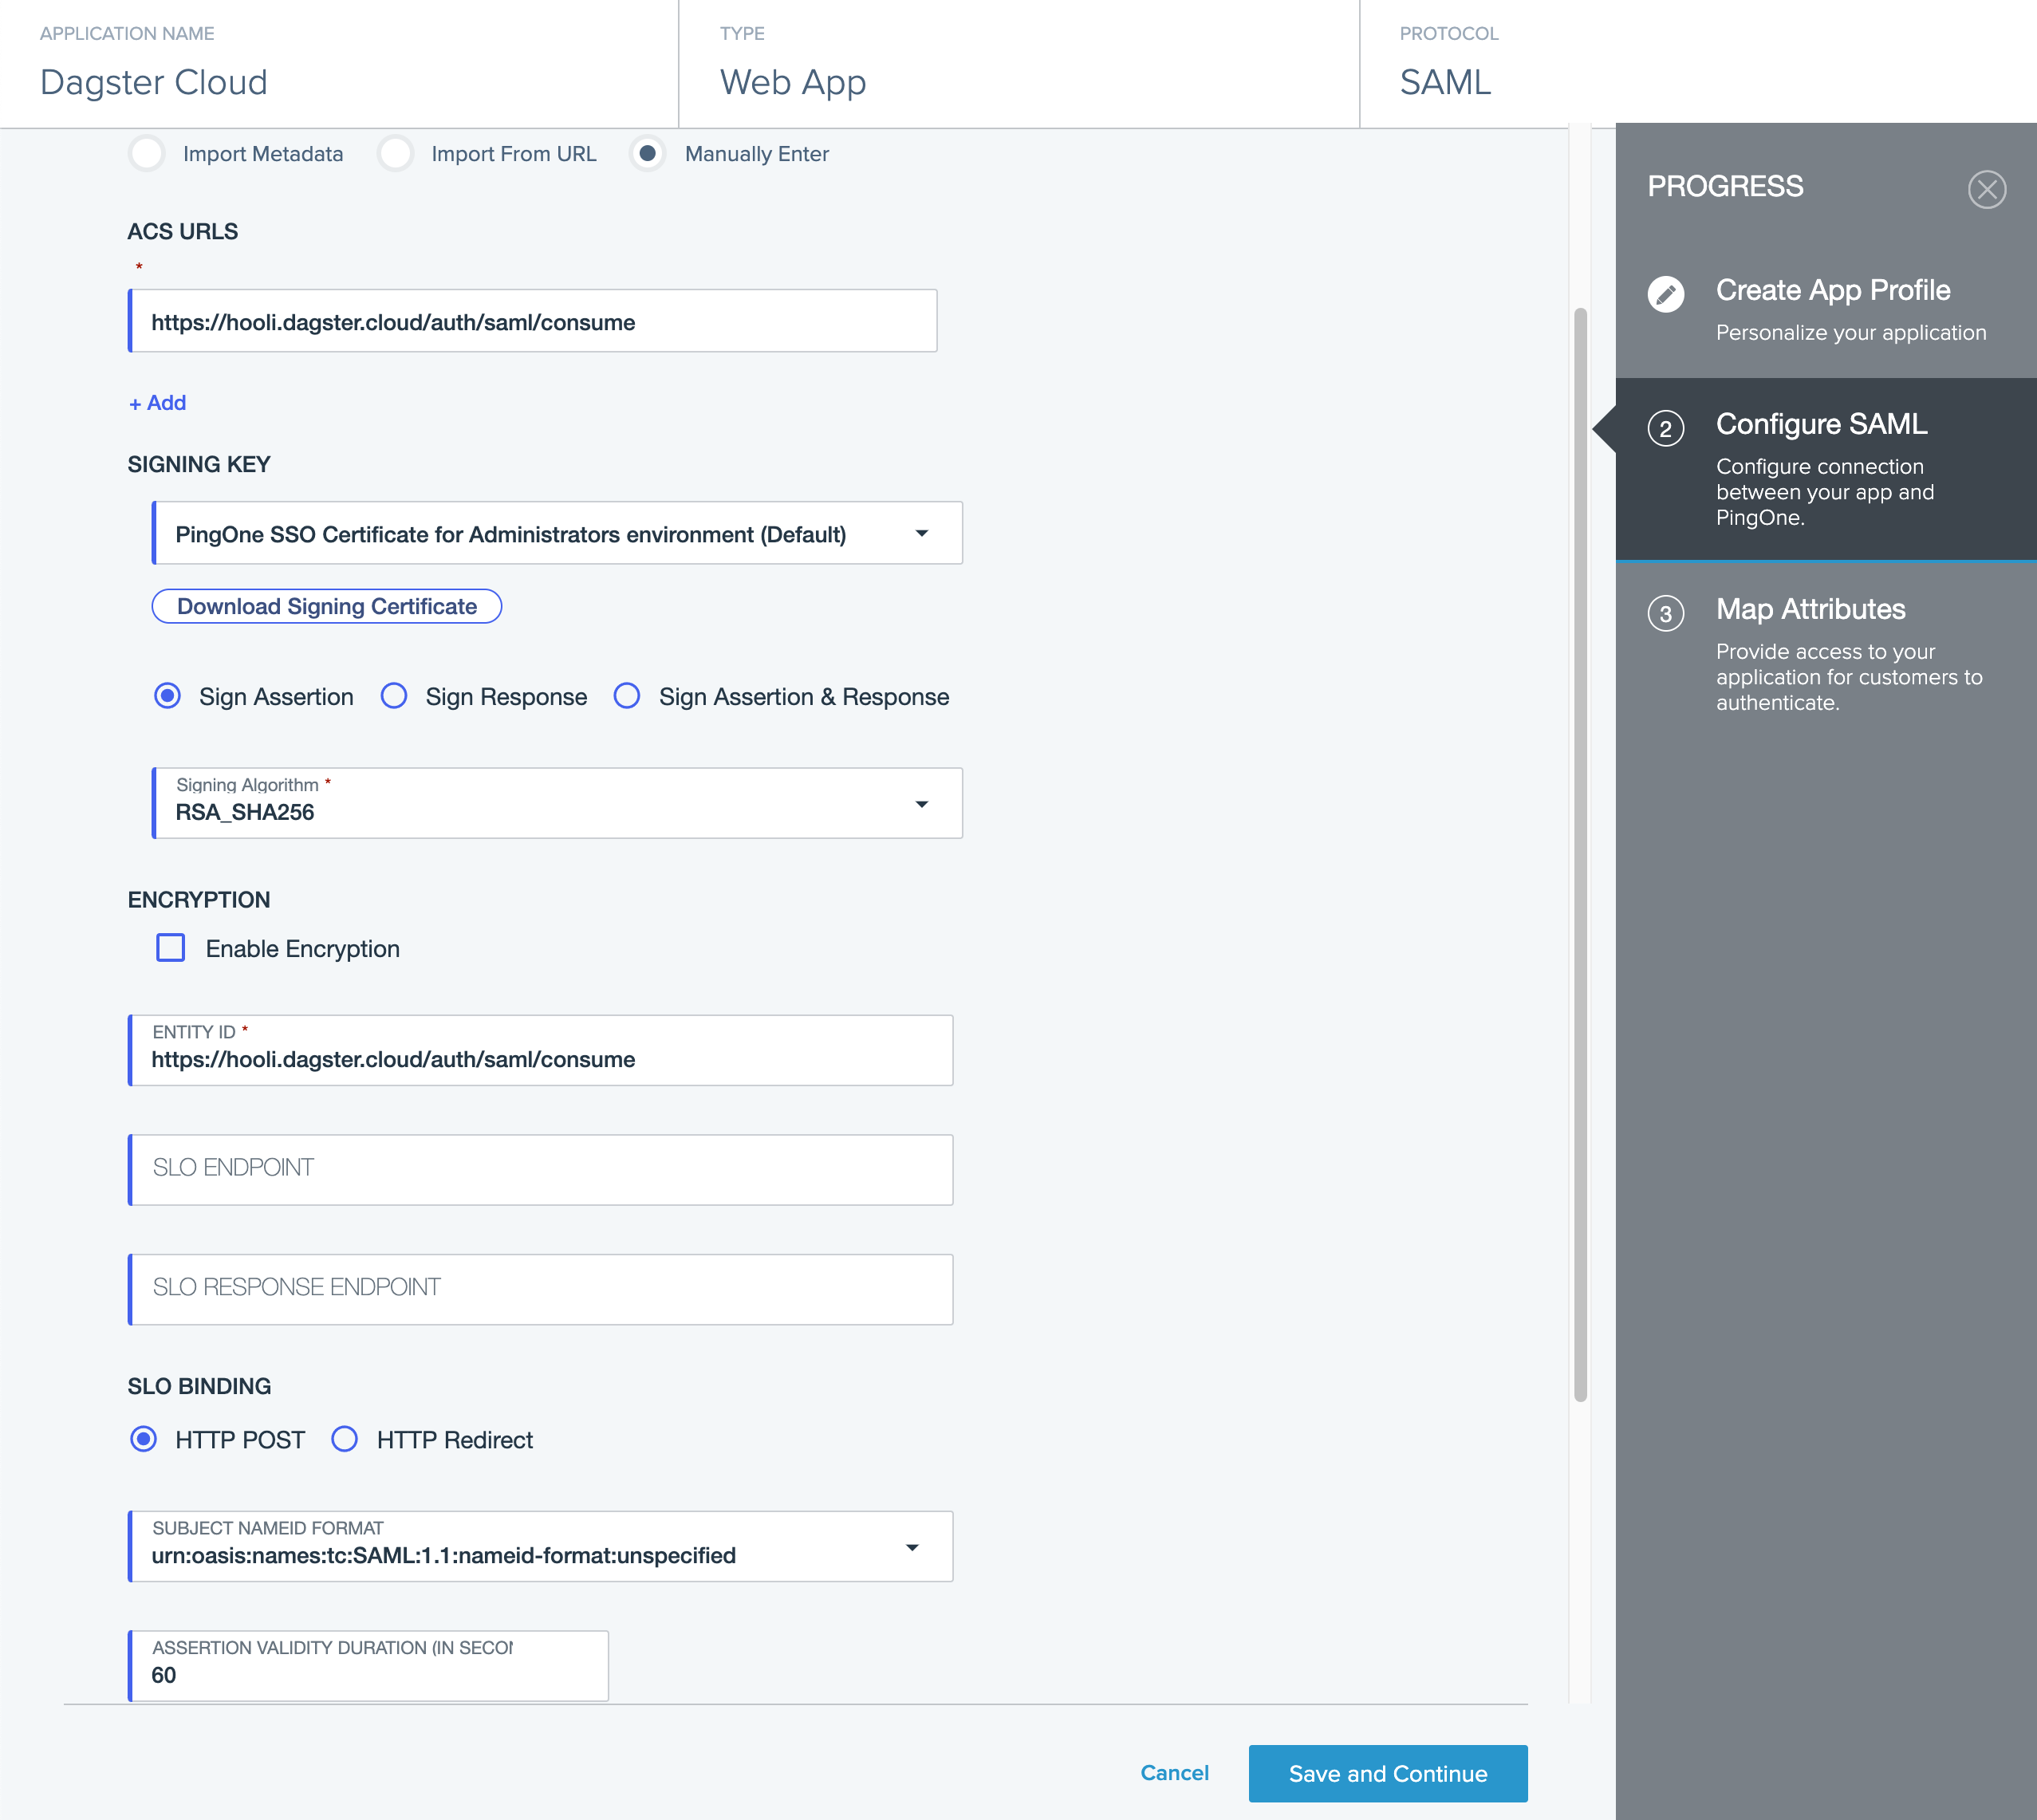 APPLICATION NAME
Dagster Cloud
TYPE
Web App
PROTOCOL
SAML
Import Metadata
Import From URL
Manually Enter
ACS URLS
*
https://hooli.dagster.cloud/auth/saml/consume
+ Add
SIGNING KEY
PingOne SSO Certificate for Administrators environment (Default)
Download Signing Certificate
Sign Assertion
Sign Response
Sign Assertion & Response
Signing Algorithm *
RSA_SHA256
ENCRYPTION
Enable Encryption
ENTITY ID *
https://hooli.dagster.cloud/auth/saml/consume
SLO ENDPOINT
SLO RESPONSE ENDPOINT
SLO BINDING
HTTP POST
HTTP Redirect
SUBJECT NAMEID FORMAT
urn:oasis:names:tc:SAML:1.1:nameid-format:unspecified
ASSERTION VALIDITY DURATION (IN SECON
60
Cancel
Save and Continue
PROGRESS
Create App Profile
Personalize your application
2
Configure SAML
Configure connection
between your app and
PingOne.
3
Map Attributes
Provide access to your
application for customers to
authenticate.